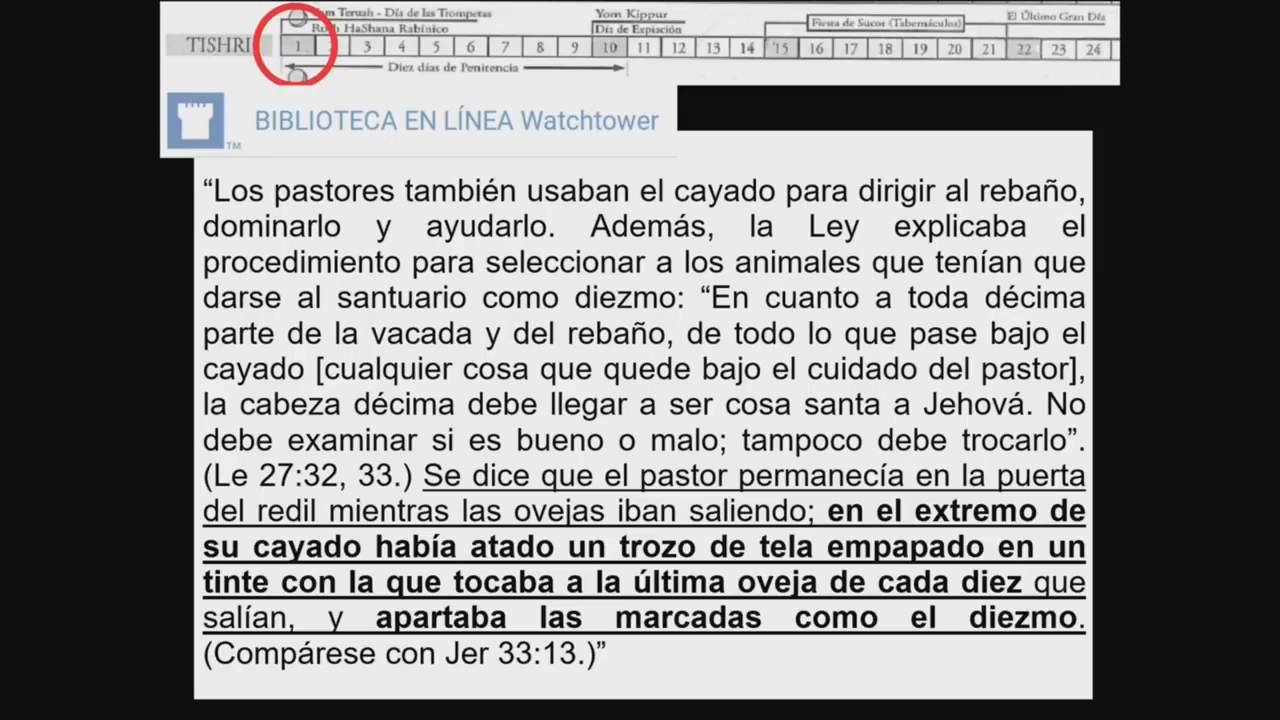 Yom Teruah - Día de las Trompetas
Yom Kippur
El Último Gran Día
Rosh HaShana Rabínico
Día de Expiación
Fiesta de Sucot (Tabernáculos)
TISHRI 1 2 3 4 5 6 7 8 9 10 11 12 13 14 15 16 17 18 19 20 21 22 23 24
Diez días de Penitencia
BIBLIOTECA EN LÍNEA Watchtower
TM
“Los pastores también usaban el cayado para dirigir al rebaño,
dominarlo y ayudarlo. Además, la Ley explicaba el
procedimiento para seleccionar a los animales que tenían que
darse al santuario como diezmo: “En cuanto a toda décima
parte de la vacada y del rebaño, de todo lo que pase bajo el
cayado [cualquier cosa que quede bajo el cuidado del pastor],
la cabeza décima debe llegar a ser cosa santa a Jehová. No
debe examinar si es bueno o malo; tampoco debe trocarlo”.
(Le 27:32, 33.) Se dice que el pastor permanecía en la puerta
del redil mientras las ovejas iban saliendo; en el extremo de
su cayado había atado un trozo de tela empapado en un
tinte con la que tocaba a la última oveja de cada diez que
salían, y apartaba las marcadas como el diezmo.
(Compárese con Jer 33:13.)”